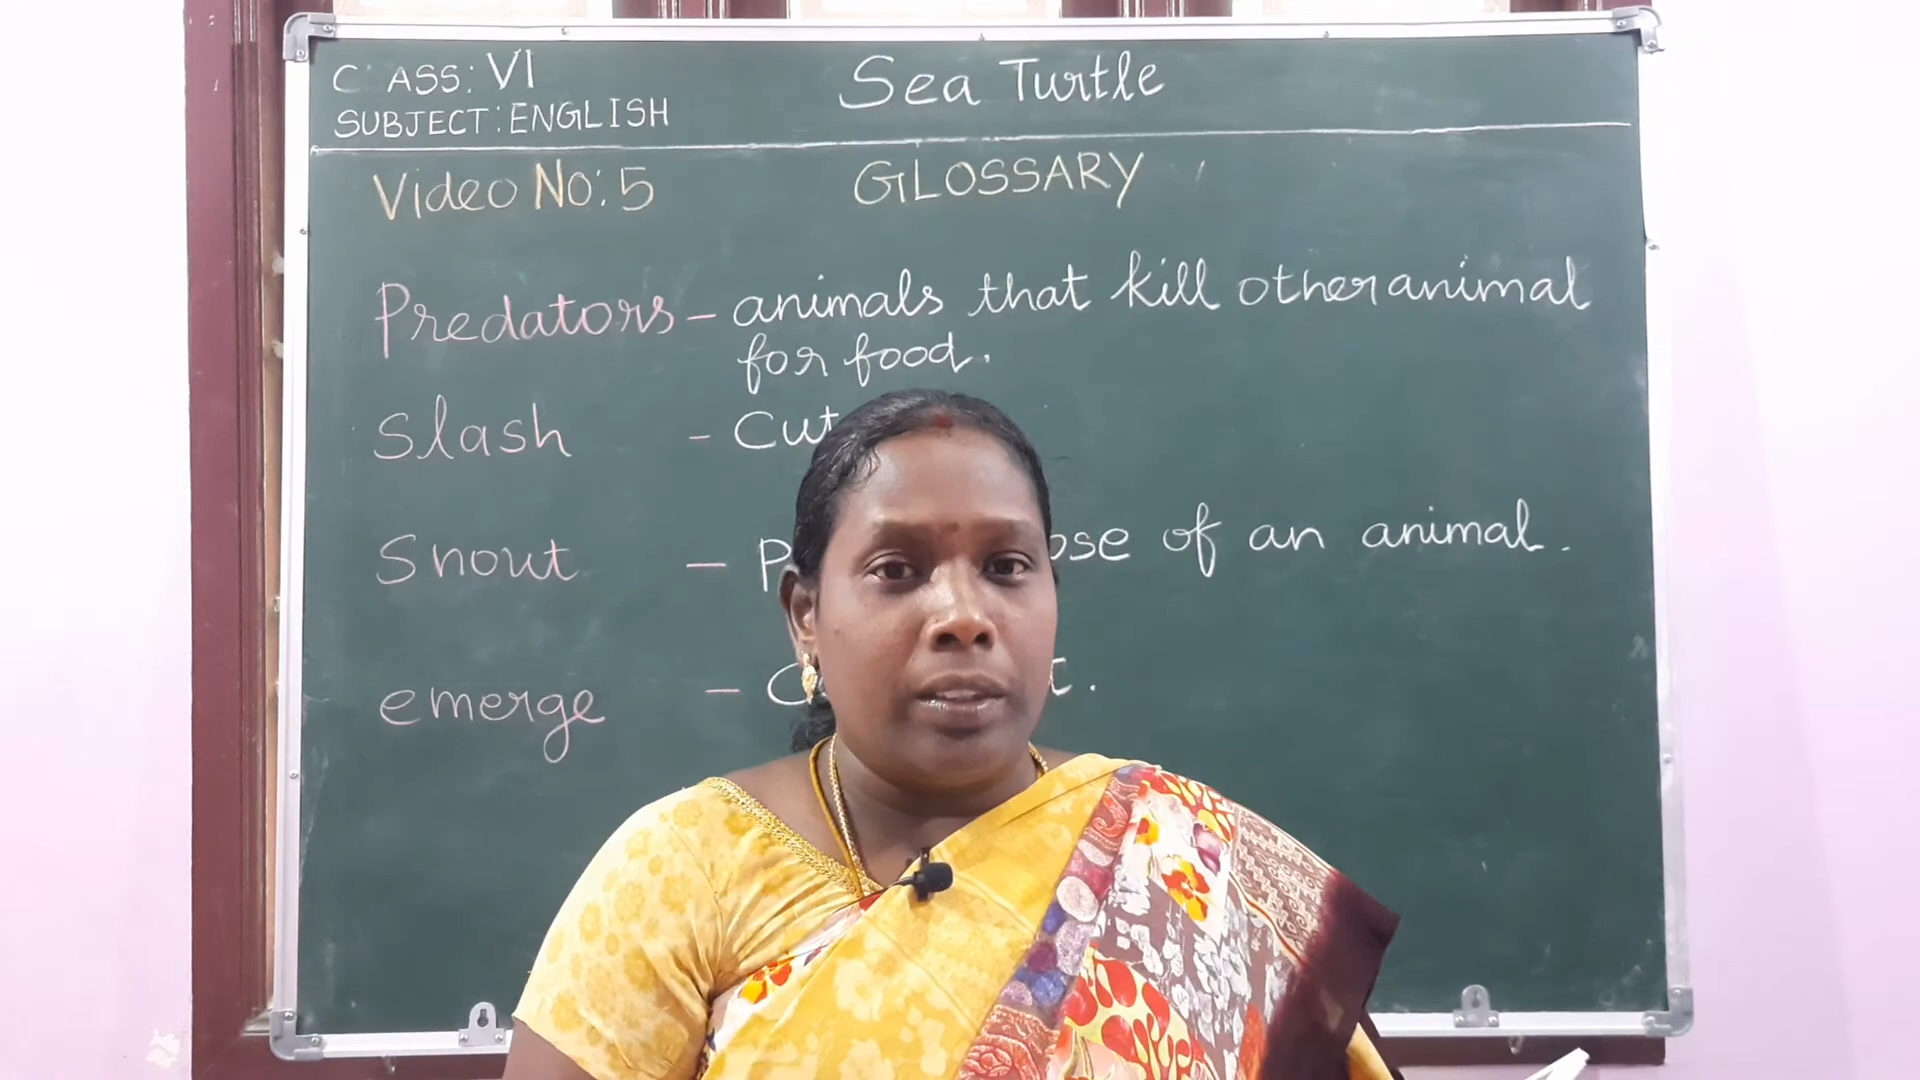 C ASS: VI
SUBJECT: ENGLISH
Sea Turtle
Video No: 5
GLOSSARY
Predators - animals that kill other animal
for food.
Slash - Cut
Snout - of an animal.
emerge -